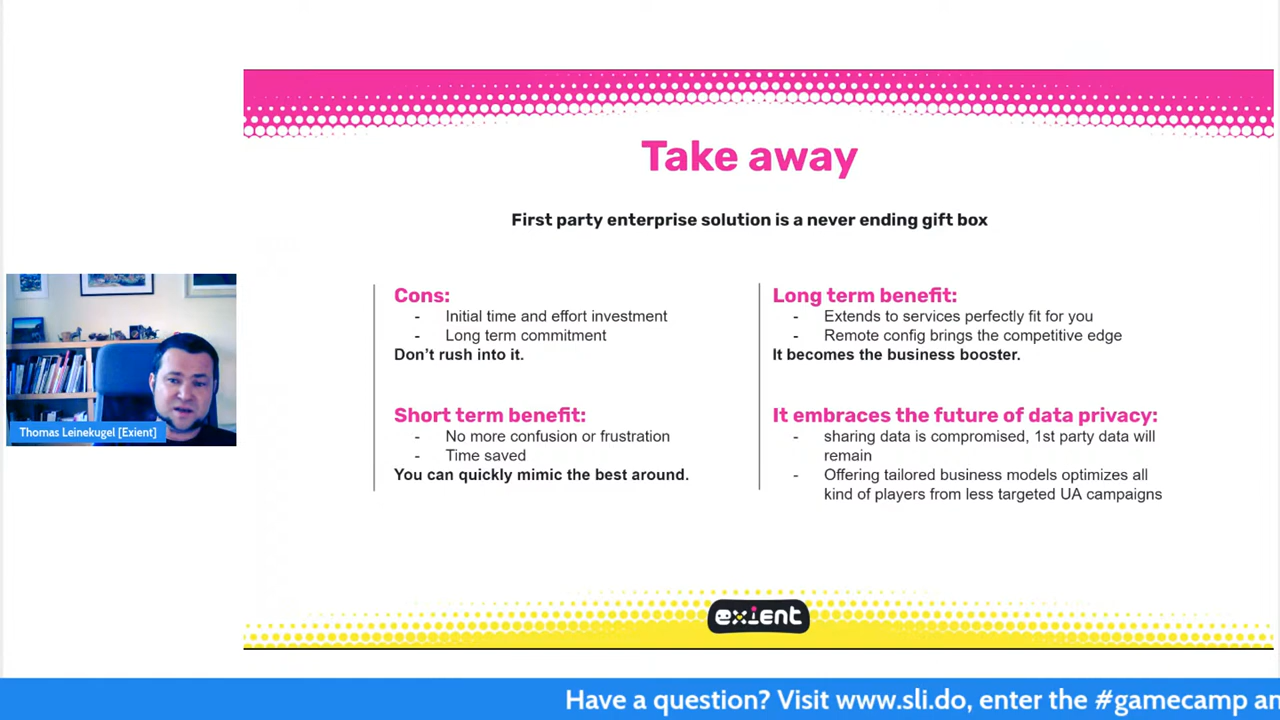 Take away
First party enterprise solution is a never ending gift box
Cons:
- Initial time and effort investment
- Long term commitment
Don't rush into it.
Short term benefit:
- No more confusion or frustration
- Time saved
You can quickly mimic the best around.
Long term benefit:
- Extends to services perfectly fit for you
- Remote config brings the competitive edge
It becomes the business booster.
It embraces the future of data privacy:
- sharing data is compromised, 1st party data will
remain
- Offering tailored business models optimizes all
kind of players from less targeted UA campaigns
Thomas Leinekugel [Exient]
exient
Have a question? Visit www.sli.do, enter the #gamecamp an